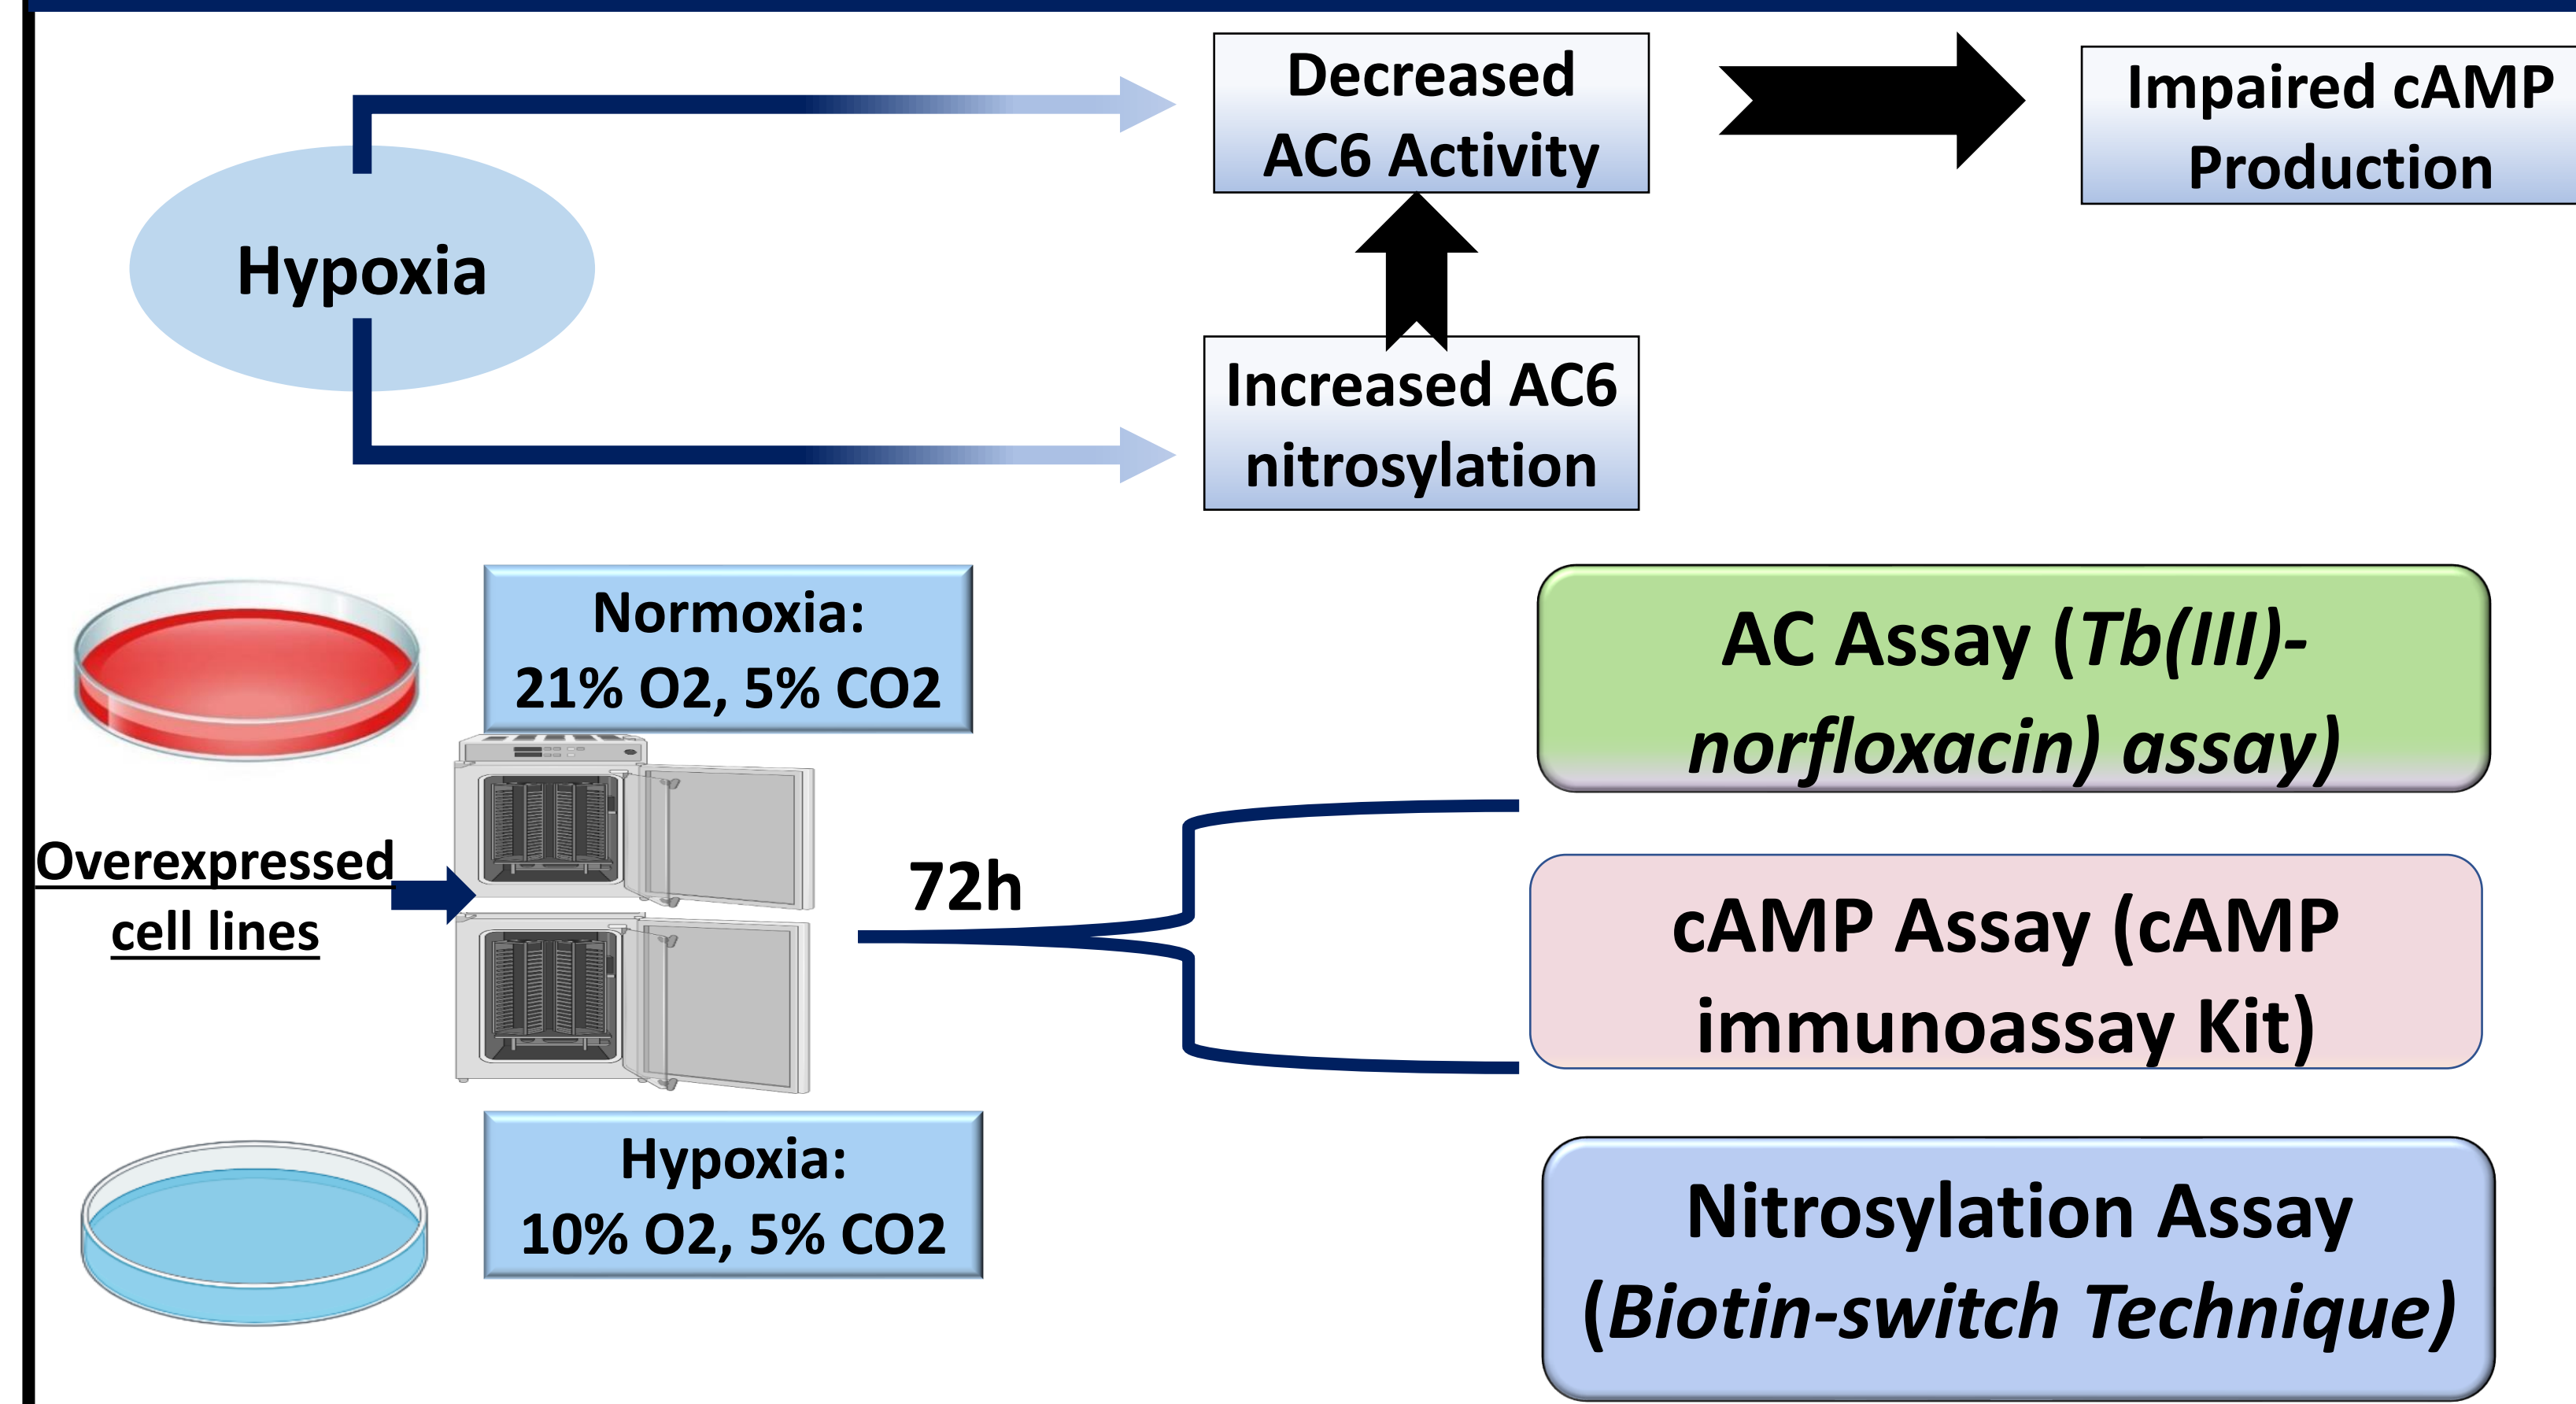 Decreased
AC6 Activity
Impaired cAMP
Production
Hypoxia
Increased AC6
nitrosylation
Normoxia:
21% O2, 5% CO2
Overexpressed
cell lines
72h
Hypoxia:
10% O2, 5% CO2
AC Assay (Tb(III)-
norfloxacin) assay)
cAMP Assay (cAMP
immunoassay Kit)
Nitrosylation Assay
(Biotin-switch Technique)